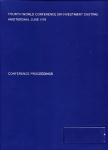 FOURTH WORLD CONFERENCE ON INVESTMENT CASTING
AMSTERDAM, JUNE 1976
CONFERENCE PROCEEDINGS